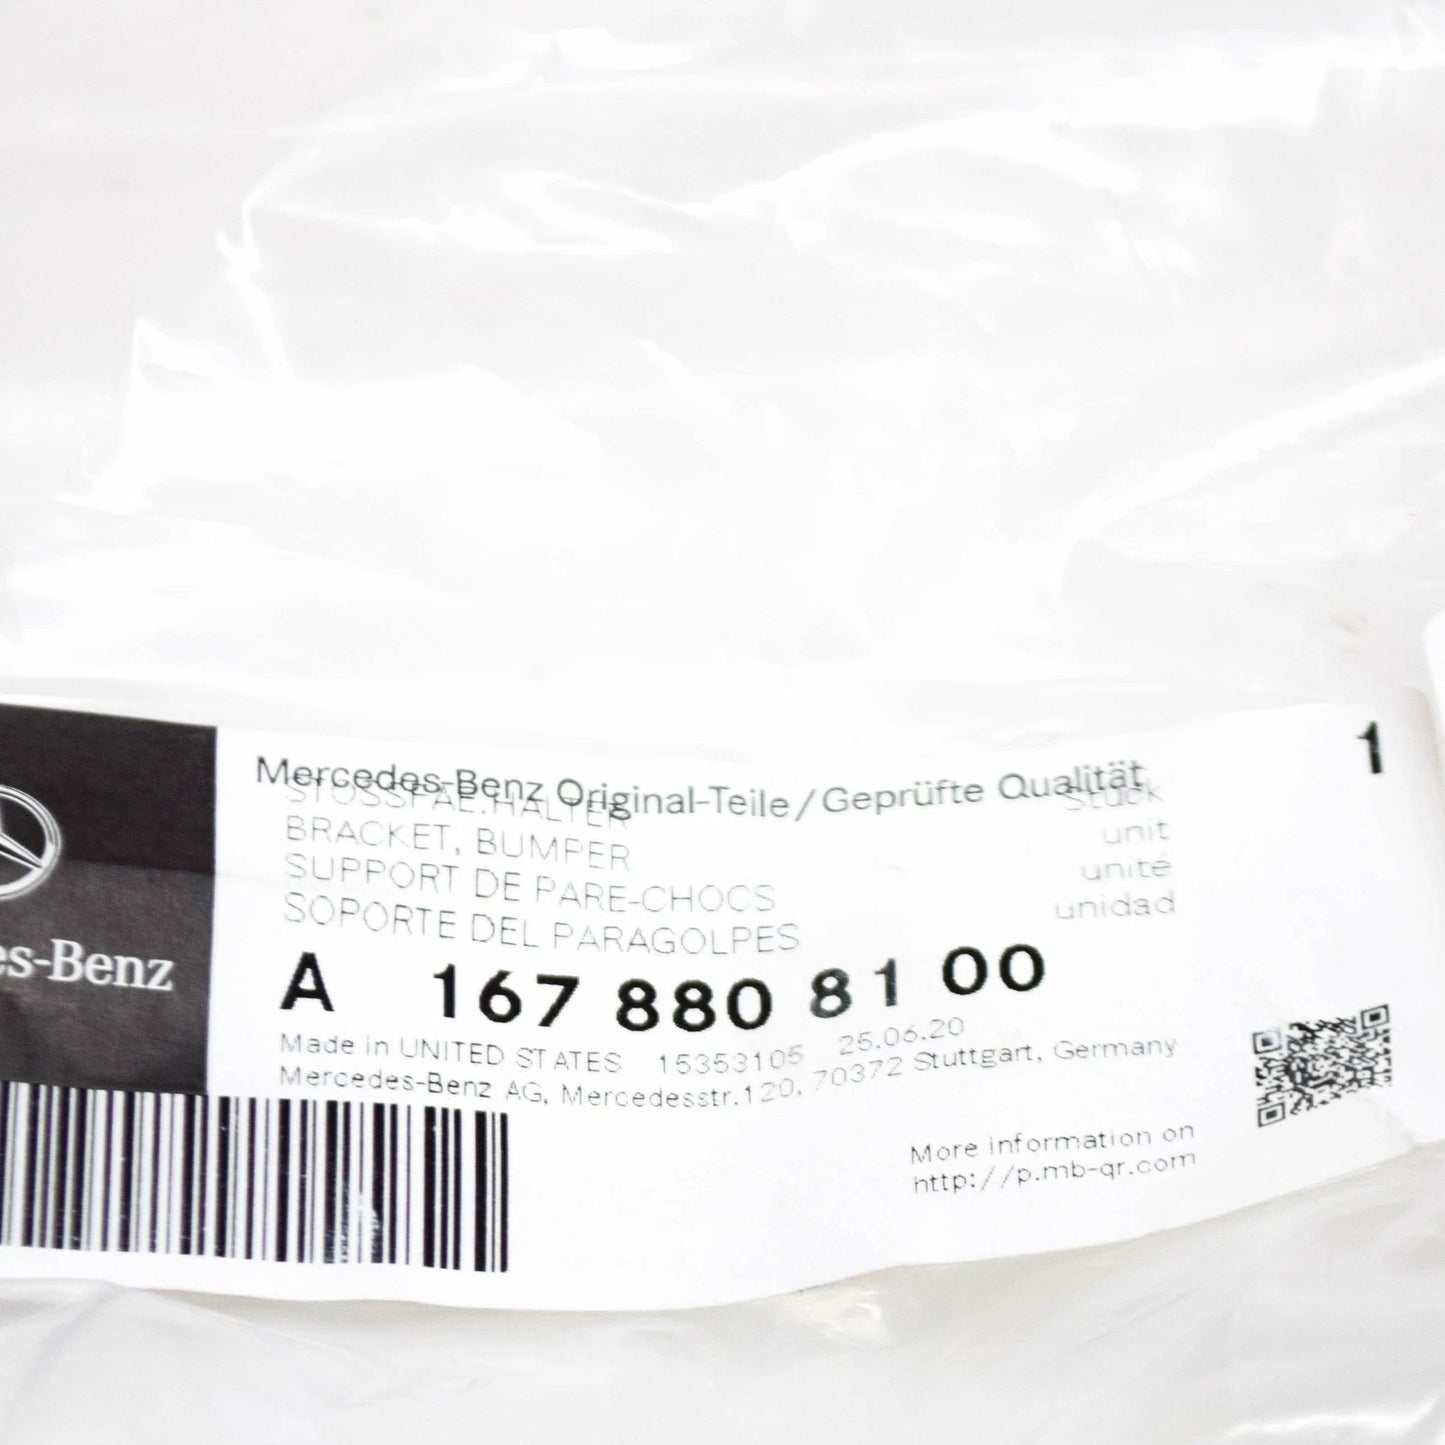 Mercedes-Benz Original-Teile/Geprüfte Qualität
1
STOSSFAE.HALTER
Stück
BRACKET, BUMPER
unit
SUPPORT DE PARE-CHOCS
unité
SOPORTE DEL PARAGOLPES
unidad
es-Benz
A 167 880 81 00
Made in UNITED STATES 15353105 25.06.20
Mercedes-Benz AG, Mercedesstr.120, 70372 Stuttgart, Germany
More information on
http://p.mb-qr.com